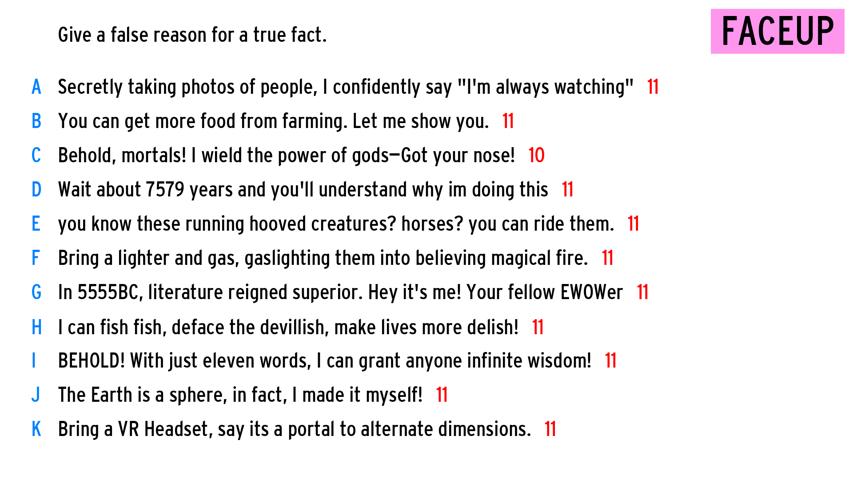 Give a false reason for a true fact.
FACEUP
A Secretly taking photos of people, I confidently say "I'm always watching" 11
B You can get more food from farming. Let me show you. 11
C Behold, mortals! I wield the power of gods—Got your nose! 10
D Wait about 7579 years and you'll understand why im doing this 11
E you know these running hooved creatures? horses? you can ride them. 11
F Bring a lighter and gas, gaslighting them into believing magical fire. 11
G In 5555BC, literature reigned superior. Hey it's me! Your fellow EWOWer 11
H I can fish fish, deface the devillish, make lives more delish! 11
I BEHOLD! With just eleven words, I can grant anyone infinite wisdom! 11
J The Earth is a sphere, in fact, I made it myself! 11
K Bring a VR Headset, say its a portal to alternate dimensions. 11